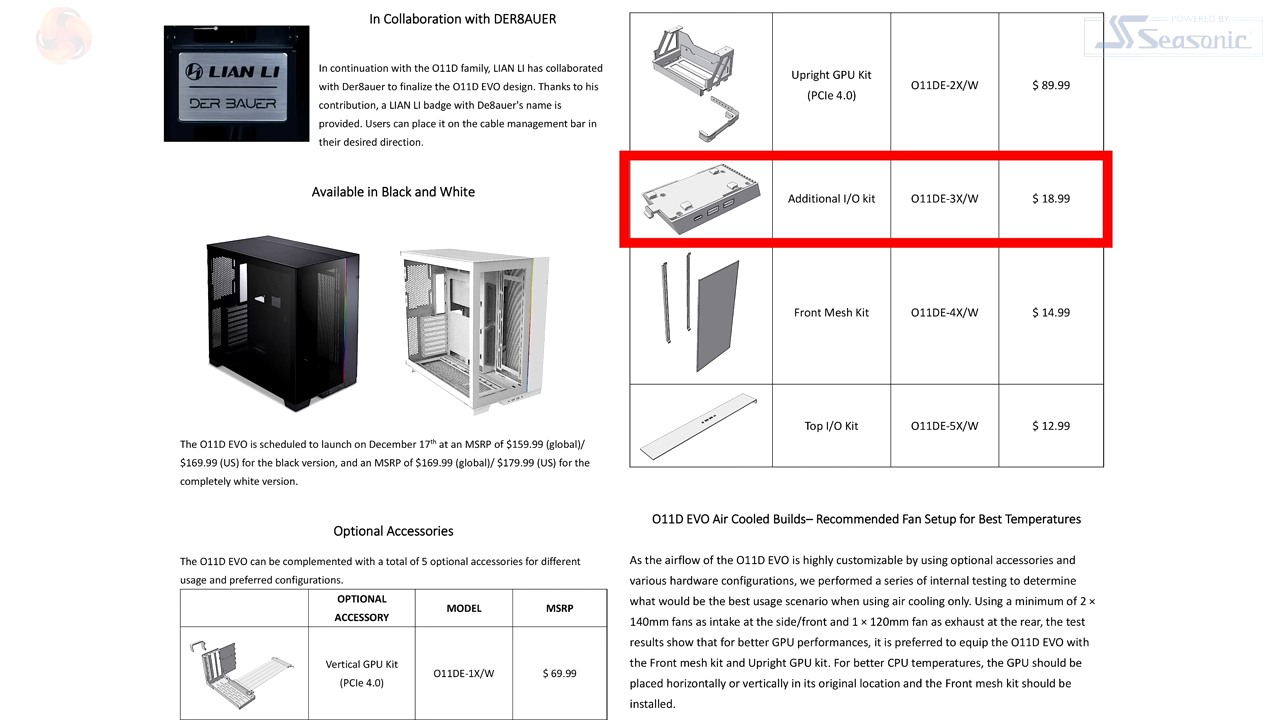 In Collaboration with DER8AUER
LIAN LI
DER BAUER
In continuation with the O11D family, LIAN LI has collaborated
with Der8auer to finalize the O11D EVO design. Thanks to his
contribution, a LIAN LI badge with De8auer's name is
provided. Users can place it on the cable management bar in
their desired direction.
Available in Black and White
The O11D EVO is scheduled to launch on December 17th at an MSRP of $159.99 (global)/
$169.99 (US) for the black version, and an MSRP of $169.99 (global)/ $179.99 (US) for the
completely white version.
Optional Accessories
The O11D EVO can be complemented with a total of 5 optional accessories for different
usage and preferred configurations.
OPTIONAL
ACCESSORY
MODEL
MSRP
Vertical GPU Kit
(PCIe 4.0)
O11DE-1X/W
$ 69.99
POWERED BY
Seasonic
Upright GPU Kit
(PCIe 4.0)
O11DE-2X/W
$ 89.99
Additional I/O kit
O11DE-3X/W
$ 18.99
Front Mesh Kit
O11DE-4X/W
$ 14.99
Top I/O Kit
O11DE-5X/W
$ 12.99
O11D EVO Air Cooled Builds– Recommended Fan Setup for Best Temperatures
As the airflow of the O11D EVO is highly customizable by using optional accessories and
various hardware configurations, we performed a series of internal testing to determine
what would be the best usage scenario when using air cooling only. Using a minimum of 2 ×
140mm fans as intake at the side/front and 1 × 120mm fan as exhaust at the rear, the test
results show that for better GPU performances, it is preferred to equip the O11D EVO with
the Front mesh kit and Upright GPU kit. For better CPU temperatures, the GPU should be
placed horizontally or vertically in its original location and the Front mesh kit should be
installed.